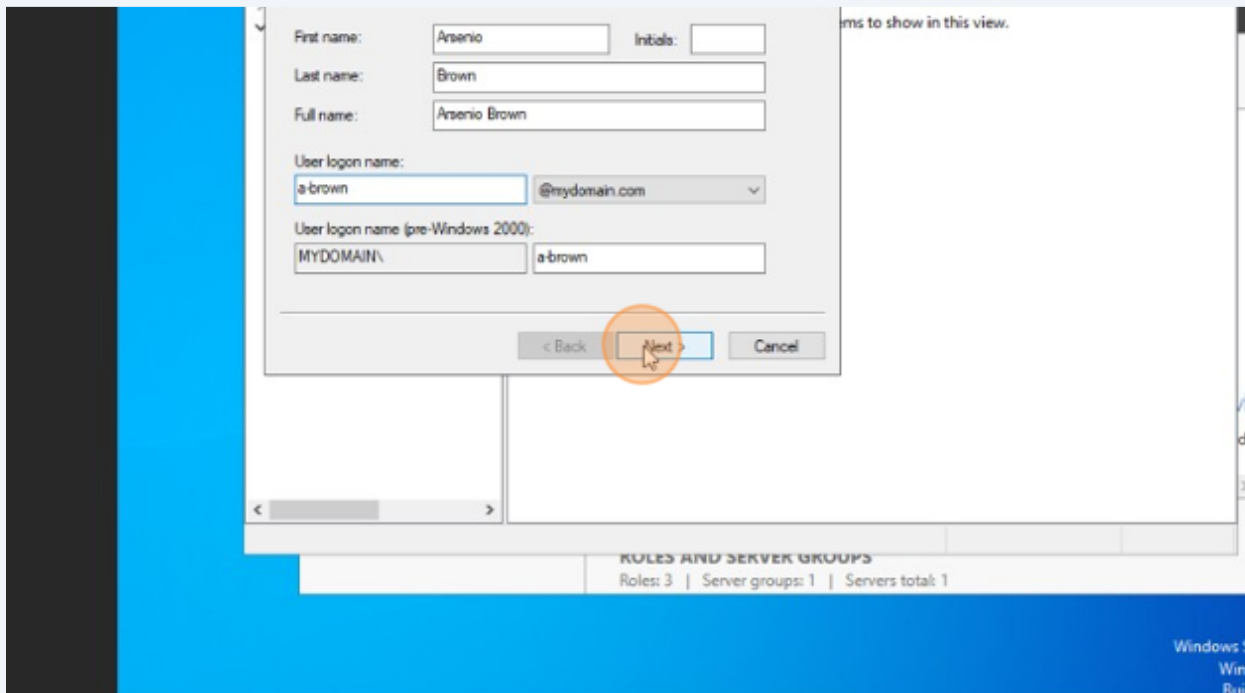 ems to show in this view.
First name: Arsenio Initials:
Last name: Brown
Full name: Arsenio Brown
User logon name:
a-brown @mydomain.com
User logon name (pre-Windows 2000):
MYDOMAIN\ a-brown
< Back Next > Cancel
ROLES AND SERVER GROUPS
Roles: 3 | Server groups: 1 | Servers total: 1
Windows S
Win